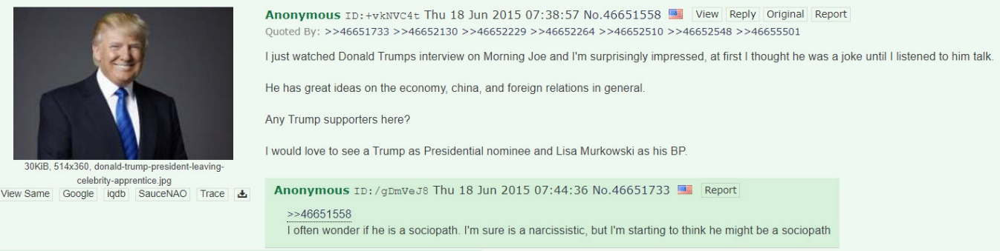 Anonymous ID:+vkNVC4t Thu 18 Jun 2015 07:38:57 No.46651558 View Reply Original Report
Quoted By: >>46651733 >>46652130 >>46652229 >>46652264 >>46652510 >>46652548 >>46655501
I just watched Donald Trumps interview on Morning Joe and I'm surprisingly impressed, at first I thought he was a joke until I listened to him talk.
He has great ideas on the economy, china, and foreign relations in general.
Any Trump supporters here?
I would love to see a Trump as Presidential nominee and Lisa Murkowski as his BP.
30KiB, 514x360, donald-trump-president-leaving-
celebrity-apprentice.jpg
View Same Google iqdb SauceNAO Trace
Anonymous ID:/gDmVeJ8 Thu 18 Jun 2015 07:44:36 No.46651733 Report
>>46651558
I often wonder if he is a sociopath. I'm sure is a narcissistic, but I'm starting to think he might be a sociopath